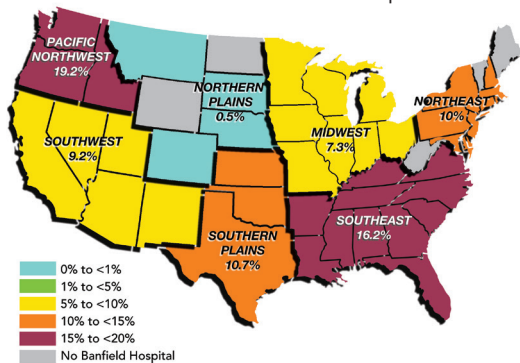 PACIFIC
NORTHWEST
19.2%
NORTHERN
PLAINS
0.5%
NORTHEAST
10%
MIDWEST
7.3%
SOUTHWEST
9.2%
SOUTHEAST
16.2%
SOUTHERN
PLAINS
10.7%
0% to <1%
1% to <5%
5% to <10%
10% to <15%
15% to <20%
No Banfield Hospital